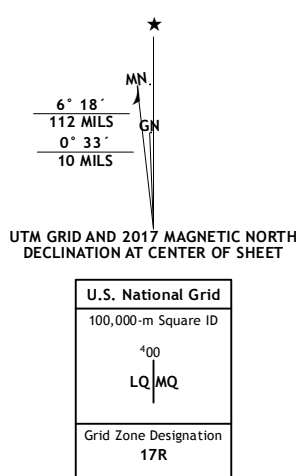 ★
MN
6° 18´
112 MILS
GN
0° 33´
10 MILS
UTM GRID AND 2017 MAGNETIC NORTH
DECLINATION AT CENTER OF SHEET
U.S. National Grid
100,000-m Square ID
⁴00
LQ MQ
Grid Zone Designation
17R